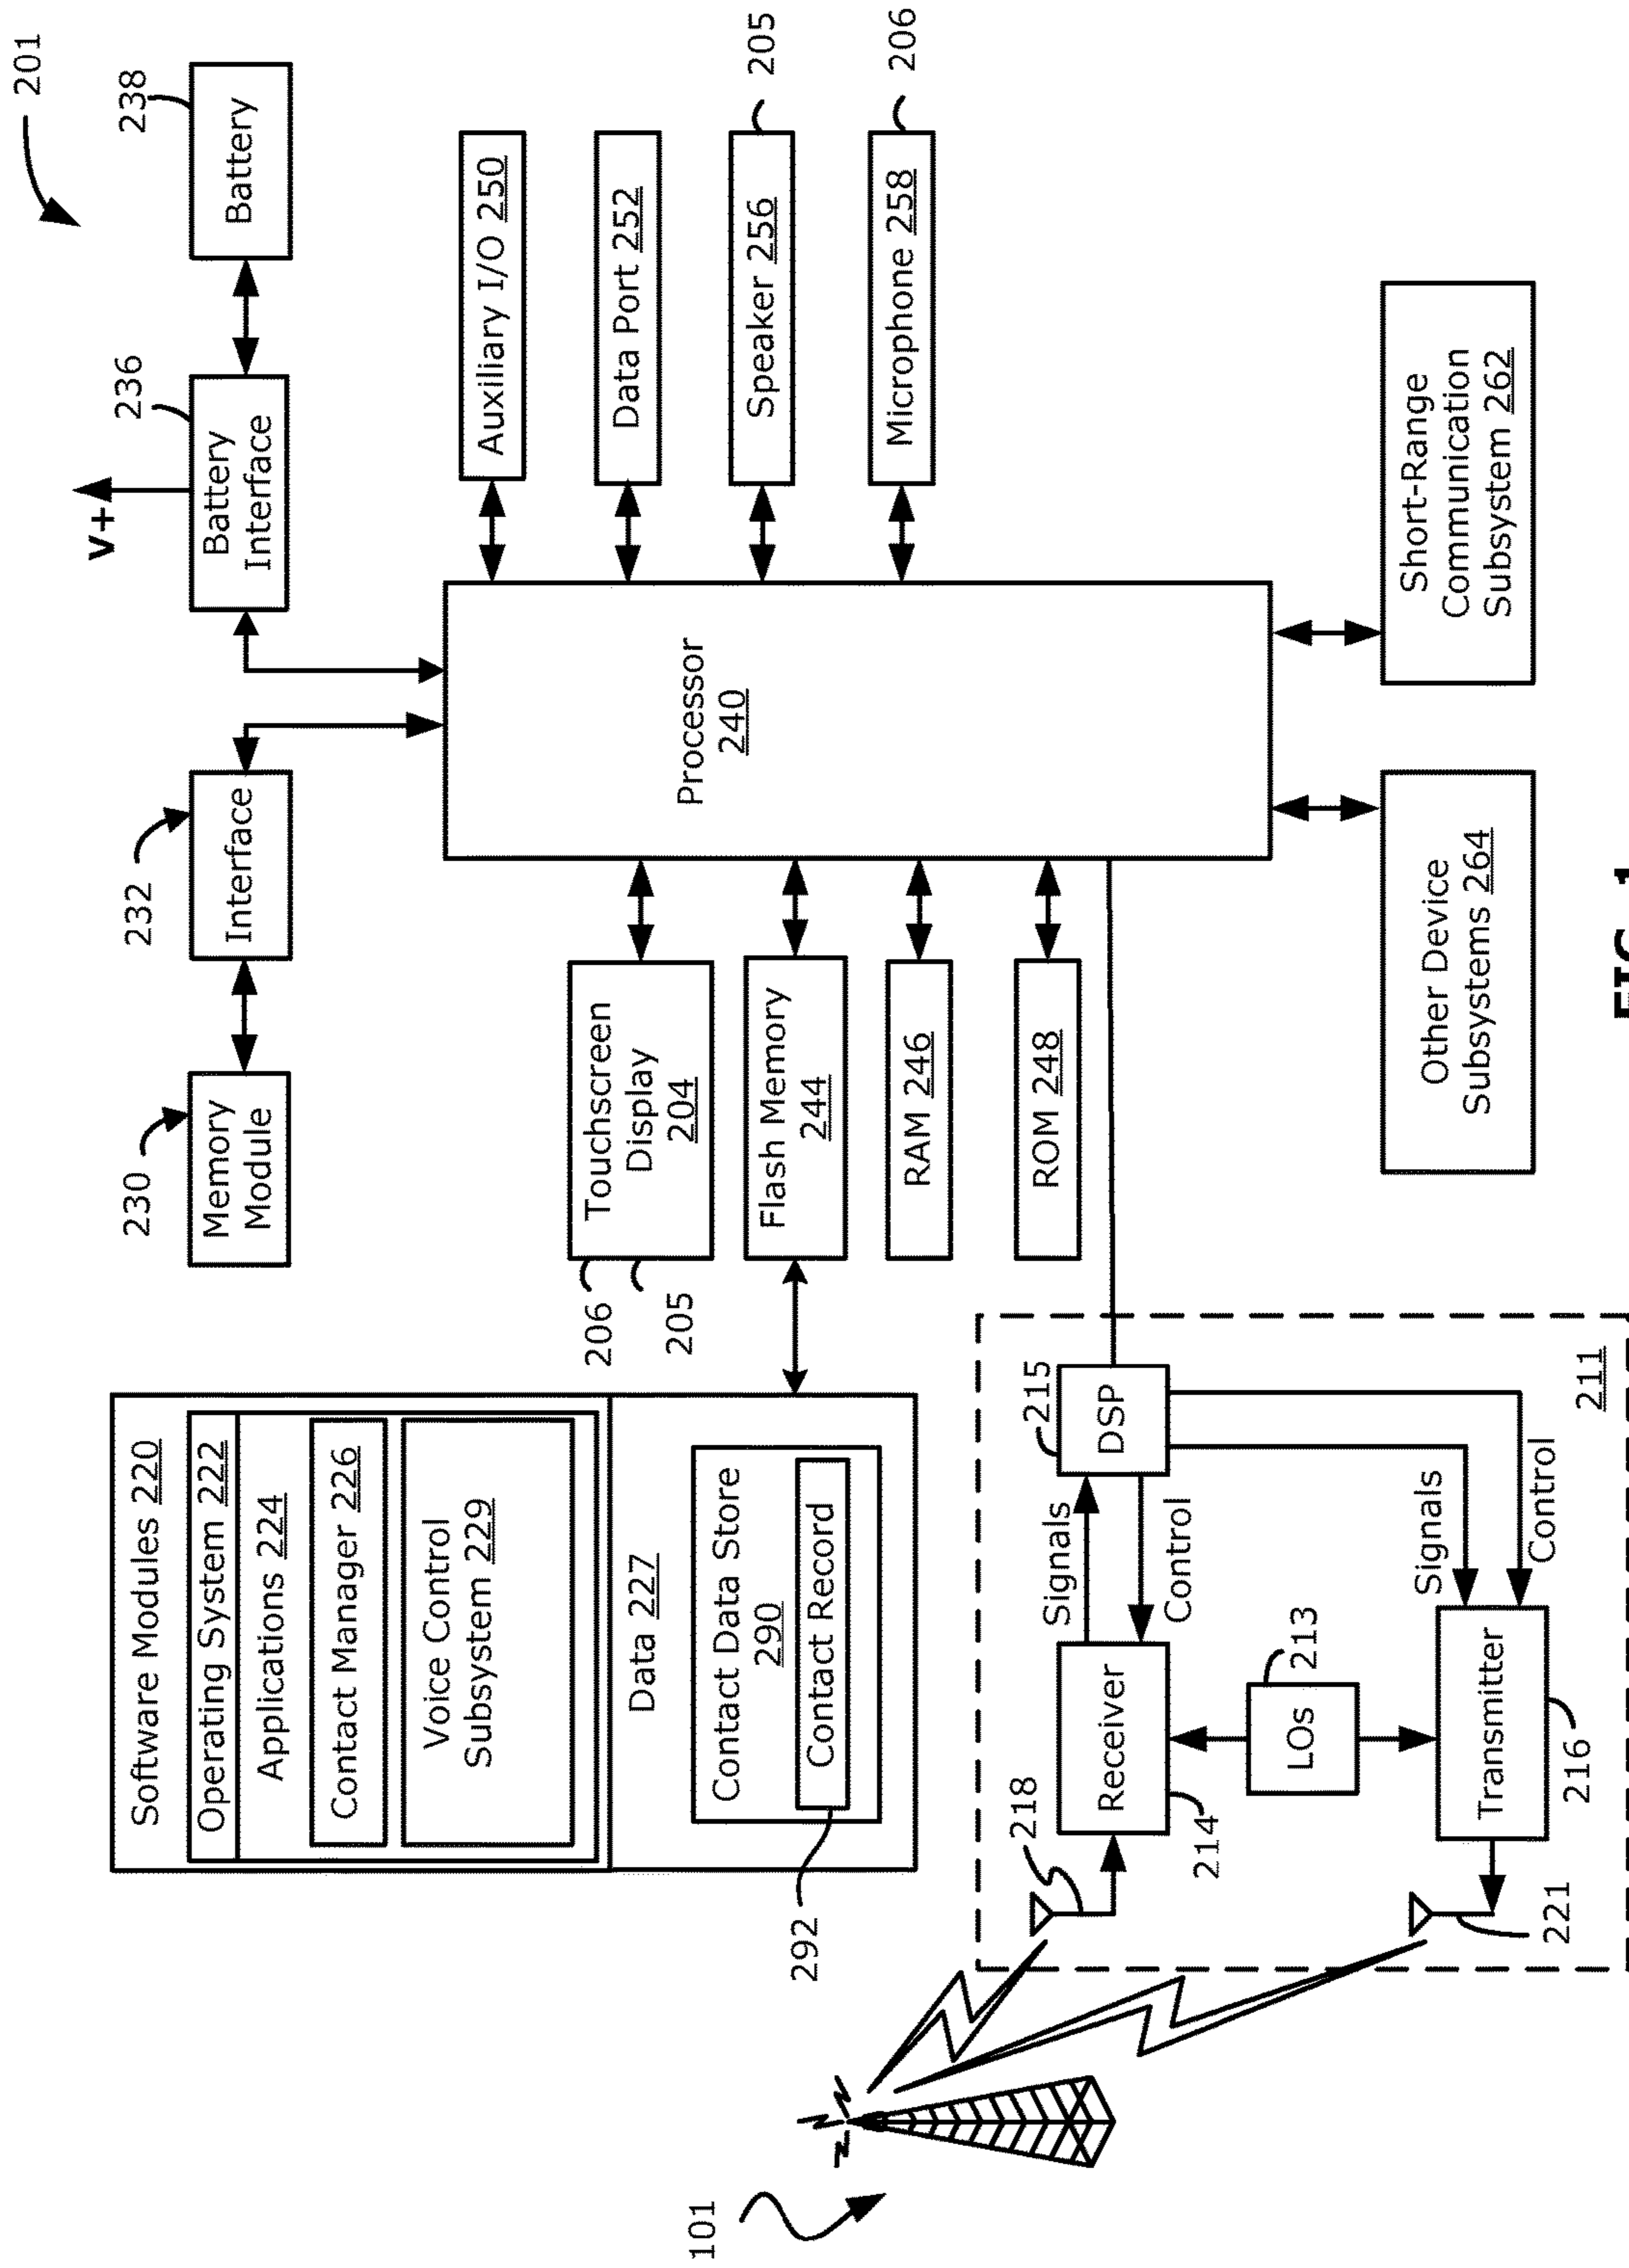 201
230
232
236
238
V+
Memory
Module
Interface
Battery
Interface
Battery
Software Modules 220
Operating System 222
Applications 224
Contact Manager 226
Voice Control
Subsystem 229
Data 227
Contact Data Store
290
Contact Record
292
206
205
Touchscreen
Display
204
Flash Memory
244
RAM 246
ROM 248
Processor
240
Auxiliary I/O 250
Data Port 252
Speaker 256
205
Microphone 258
206
101
218
Receiver
214
Signals
Control
215
DSP
LOs
213
Signals
Control
Transmitter
216
221
211
Other Device
Subsystems 264
Short-Range
Communication
Subsystem 262
FIG. 1